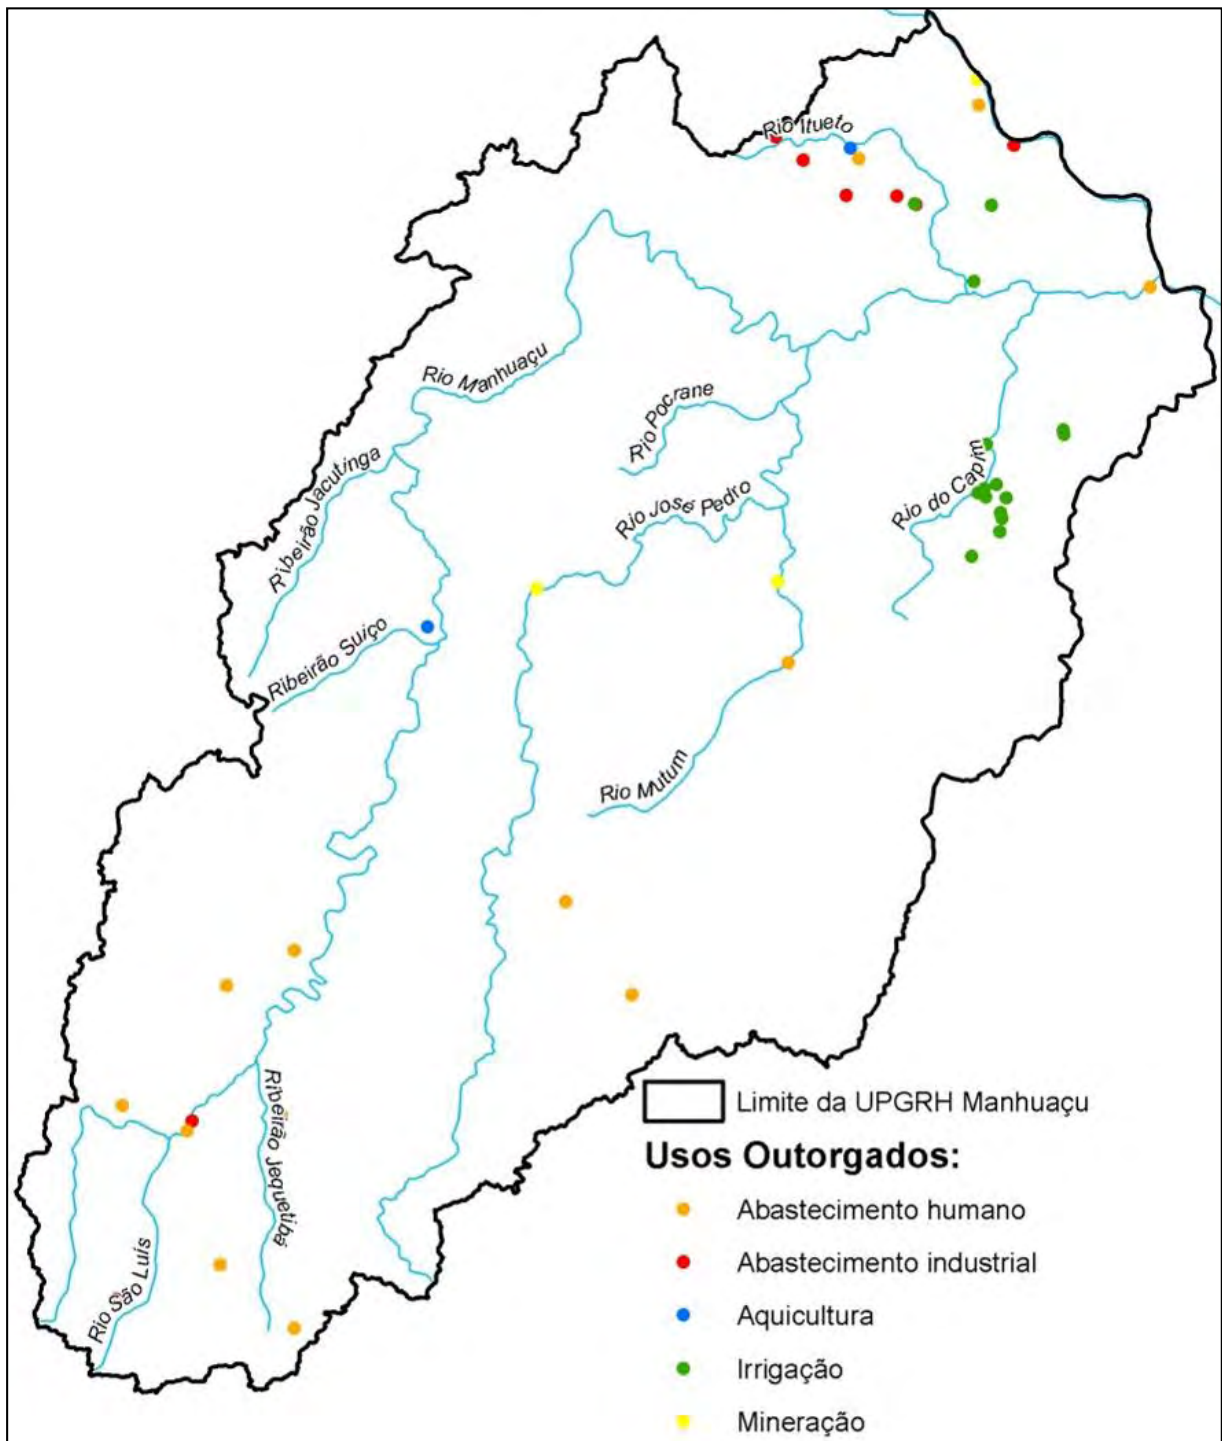 Rio Itueto
Rio Manhuaçu
Rio Pocrane
Ribeirão Jacutinga
Rio José Pedro
Rio do Capim
Ribeirão Suíço
Rio Mutum
Ribeirão Jequetibá
Rio São Luís
Limite da UPGRH Manhuaçu
Usos Outorgados:
Abastecimento humano
Abastecimento industrial
Aquicultura
Irrigação
Mineração